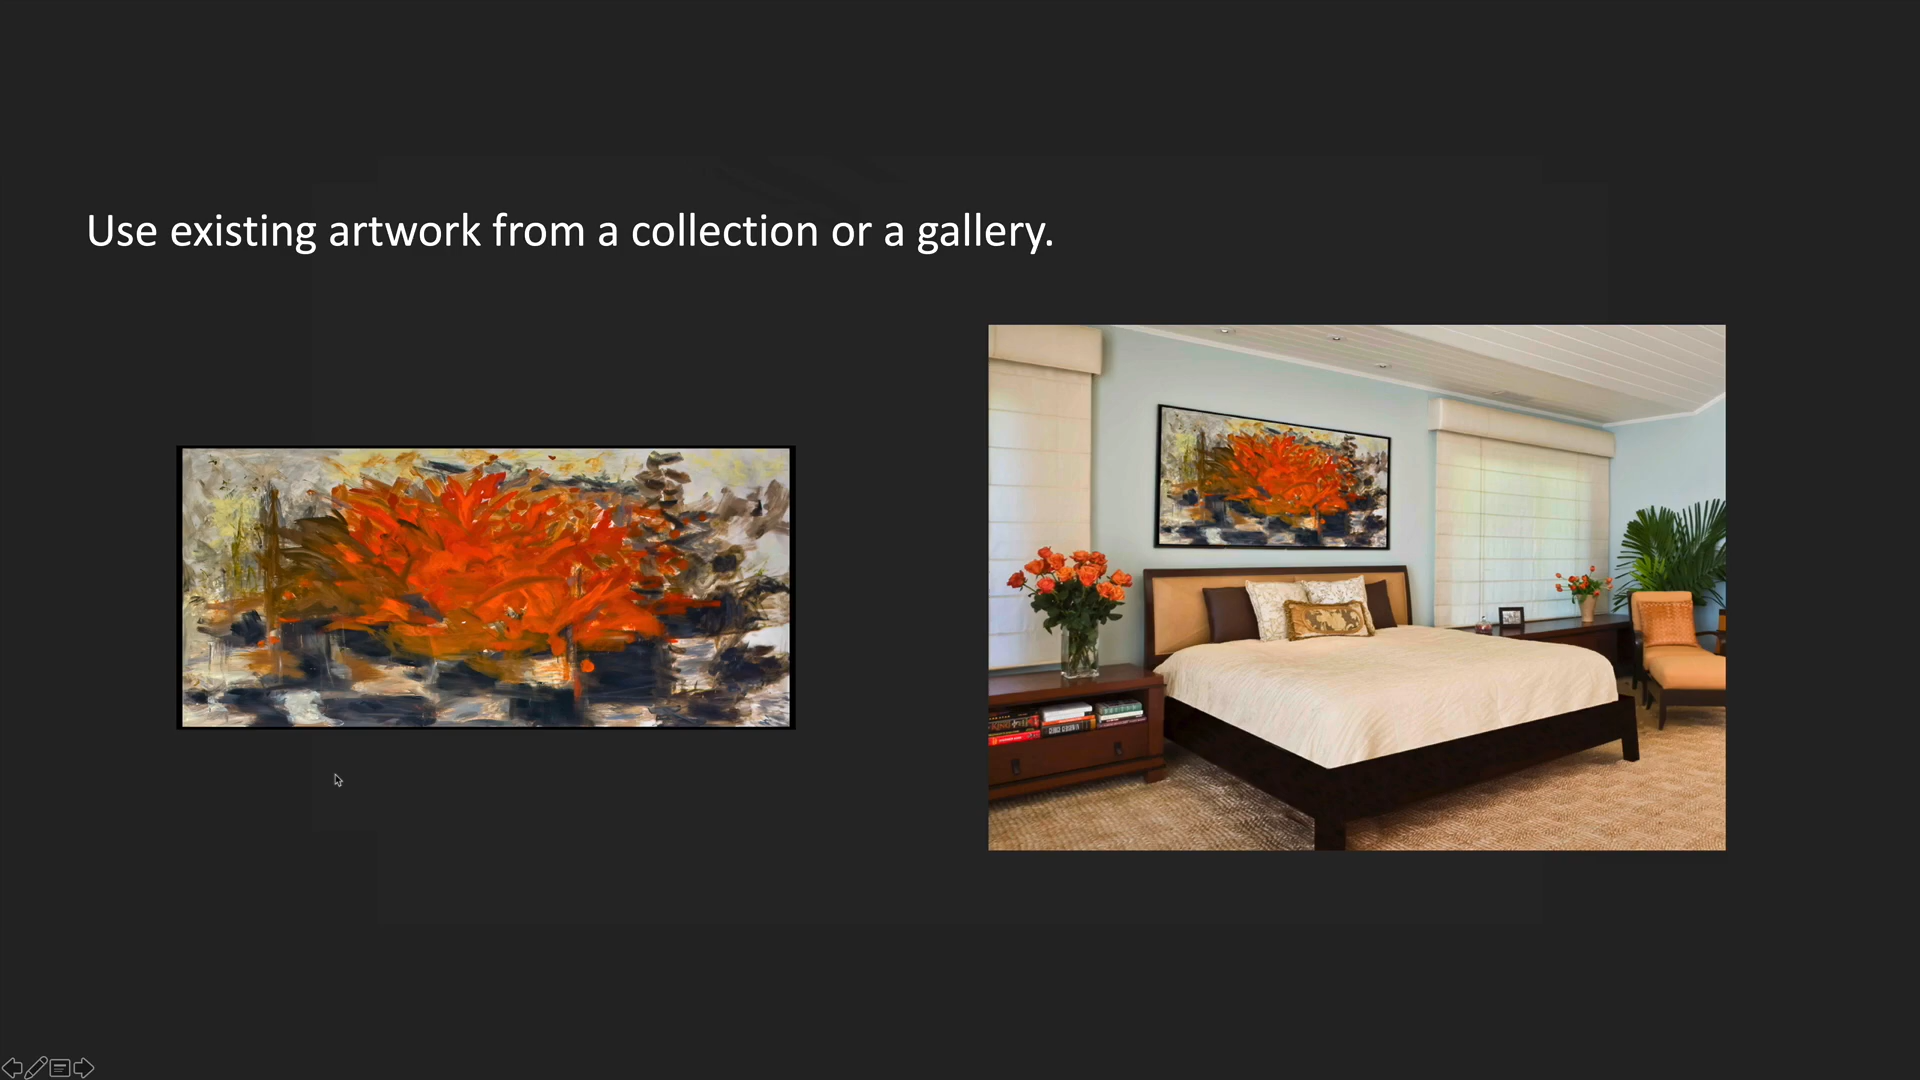 Use existing artwork from a collection or a gallery.